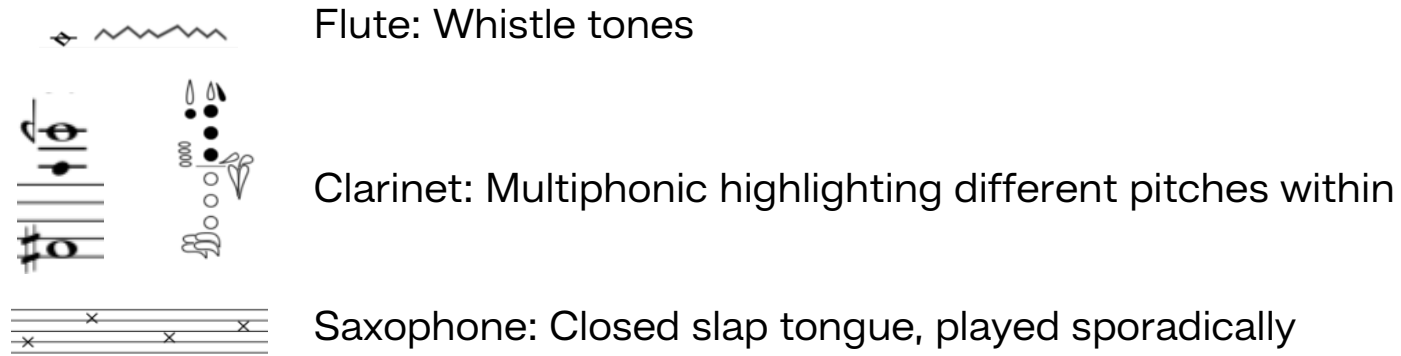 Flute: Whistle tones
Clarinet: Multiphonic highlighting different pitches within
Saxophone: Closed slap tongue, played sporadically